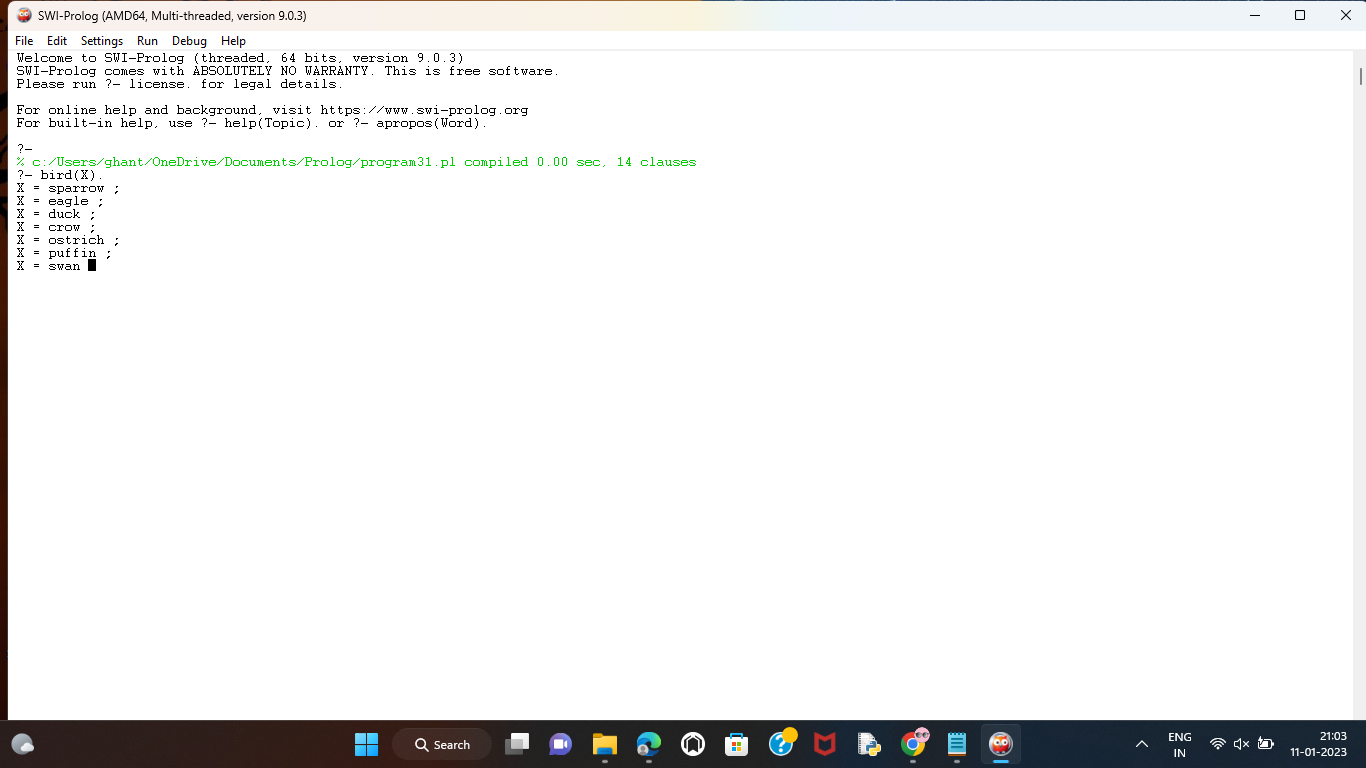 SWI-Prolog (AMD64, Multi-threaded, version 9.0.3)
File Edit Settings Run Debug Help
Welcome to SWI-Prolog (threaded, 64 bits, version 9.0.3)
SWI-Prolog comes with ABSOLUTELY NO WARRANTY. This is free software.
Please run ?- license. for legal details.
For online help and background, visit https://www.swi-prolog.org
For built-in help, use ?- help(Topic). or ?- apropos(Word).
?-
% c:/Users/ghant/OneDrive/Documents/Prolog/program31.pl compiled 0.00 sec, 14 clauses
?- bird(X).
X = sparrow ;
X = eagle ;
X = duck ;
X = crow ;
X = ostrich ;
X = puffin ;
X = swan
Search
ENG
IN
21:03
11-01-2023